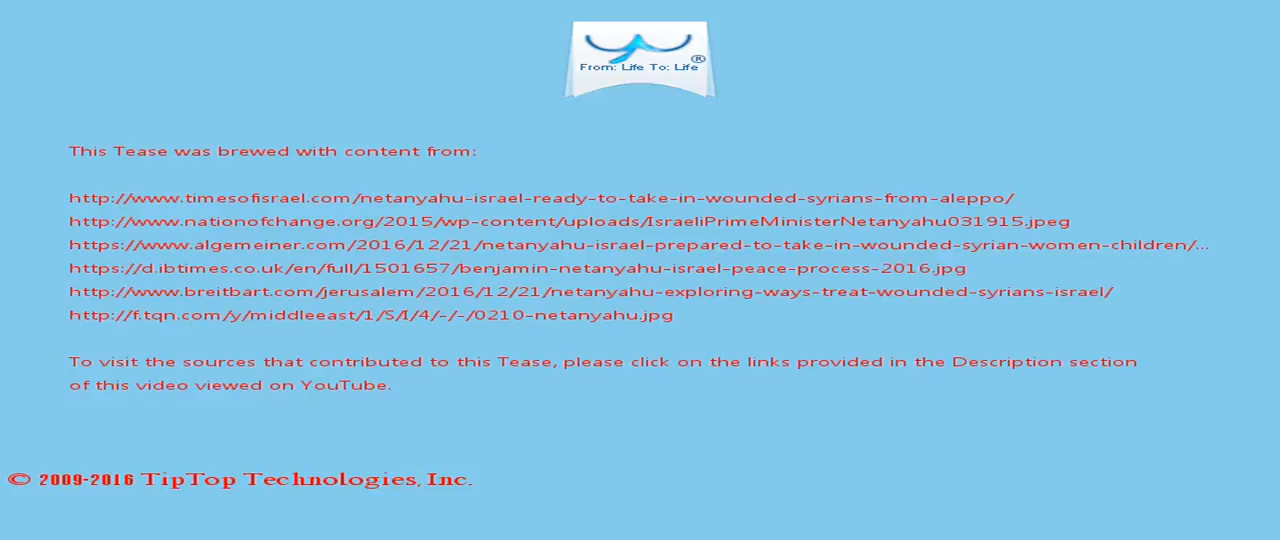 From: Life To: Life ®
This Tease was brewed with content from:
http://www.timesofisrael.com/netanyahu-israel-ready-to-take-in-wounded-syrians-from-aleppo/
http://www.nationofchange.org/2015/wp-content/uploads/IsraeliPrimeMinisterNetanyahu031915.jpeg
https://www.algemeiner.com/2016/12/21/netanyahu-israel-prepared-to-take-in-wounded-syrian-women-children/...
https://d.ibtimes.co.uk/en/full/1501657/benjamin-netanyahu-israel-peace-process-2016.jpg
http://www.breitbart.com/jerusalem/2016/12/21/netanyahu-exploring-ways-treat-wounded-syrians-israel/
http://f.tqn.com/y/middleeast/1/S/I/4/-/-/0210-netanyahu.jpg
To visit the sources that contributed to this Tease, please click on the links provided in the Description section
of this video viewed on YouTube.
© 2009-2016 TipTop Technologies, Inc.